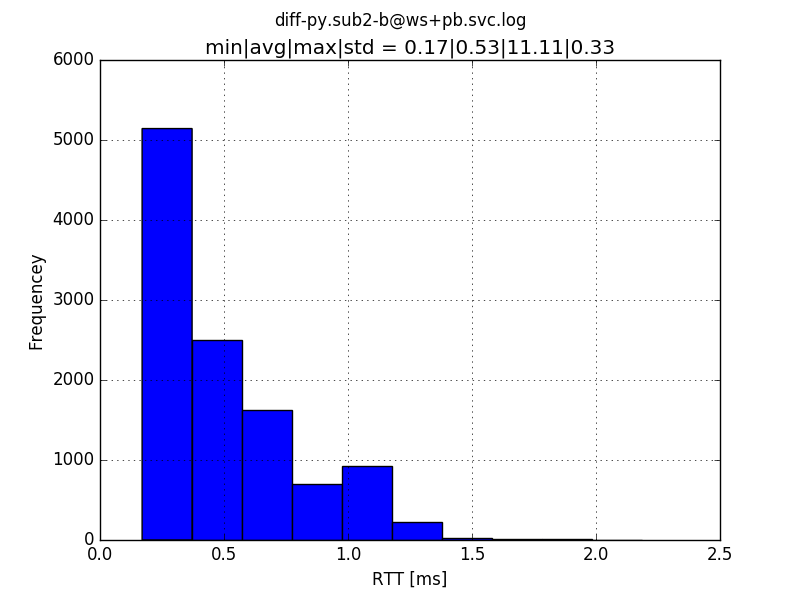 diff-py.sub2-b@ws+pb.svc.log
min|avg|max|std = 0.17|0.53|11.11|0.33
6000
5000
4000
3000
2000
1000
0
Frequencey
0.0 0.5 1.0 1.5 2.0 2.5
RTT [ms]